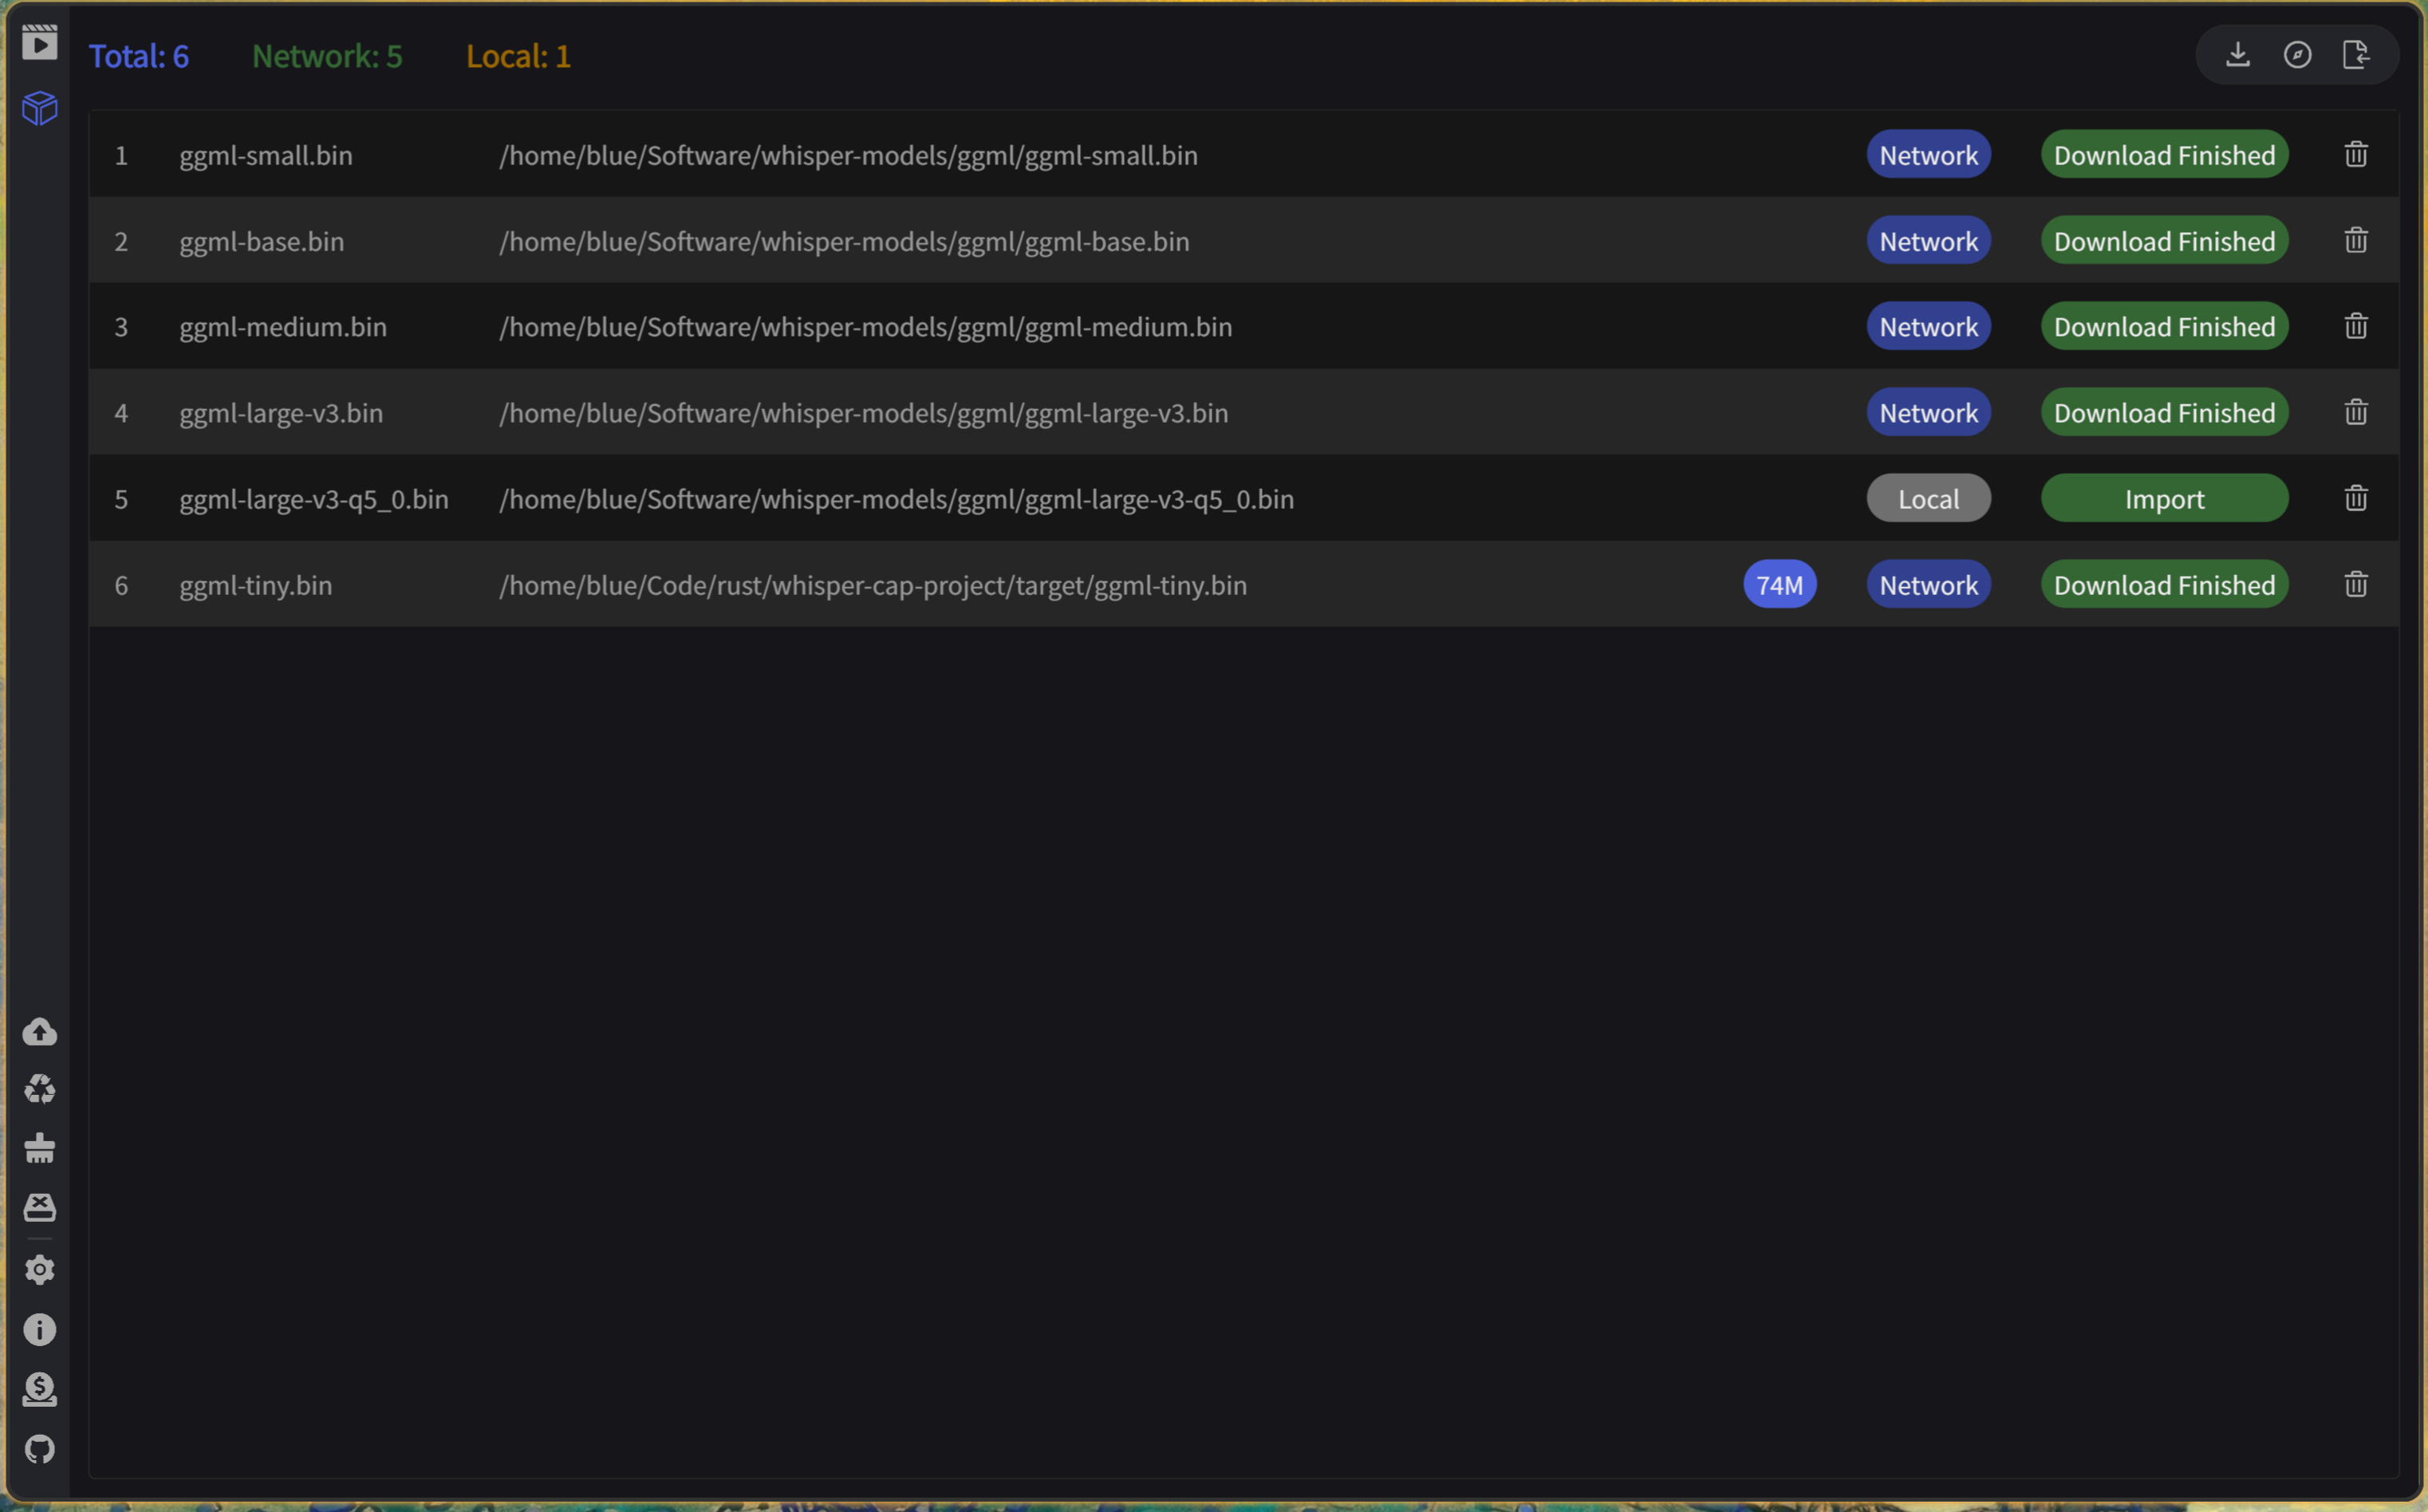 Total: 6 Network: 5 Local: 1
1 ggml-small.bin /home/blue/Software/whisper-models/ggml/ggml-small.bin Network Download Finished
2 ggml-base.bin /home/blue/Software/whisper-models/ggml/ggml-base.bin Network Download Finished
3 ggml-medium.bin /home/blue/Software/whisper-models/ggml/ggml-medium.bin Network Download Finished
4 ggml-large-v3.bin /home/blue/Software/whisper-models/ggml/ggml-large-v3.bin Network Download Finished
5 ggml-large-v3-q5_0.bin /home/blue/Software/whisper-models/ggml/ggml-large-v3-q5_0.bin Local Import
6 ggml-tiny.bin /home/blue/Code/rust/whisper-cap-project/target/ggml-tiny.bin 74M Network Download Finished